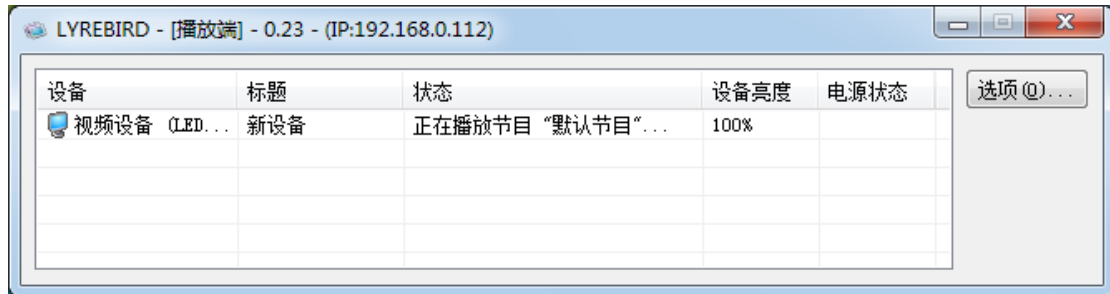 LYREBIRD - [播放端] - 0.23 - (IP:192.168.0.112)
设备 标题 状态 设备亮度 电源状态 选项(O)...
视频设备 (LED... 新设备 正在播放节目 “默认节目“... 100%